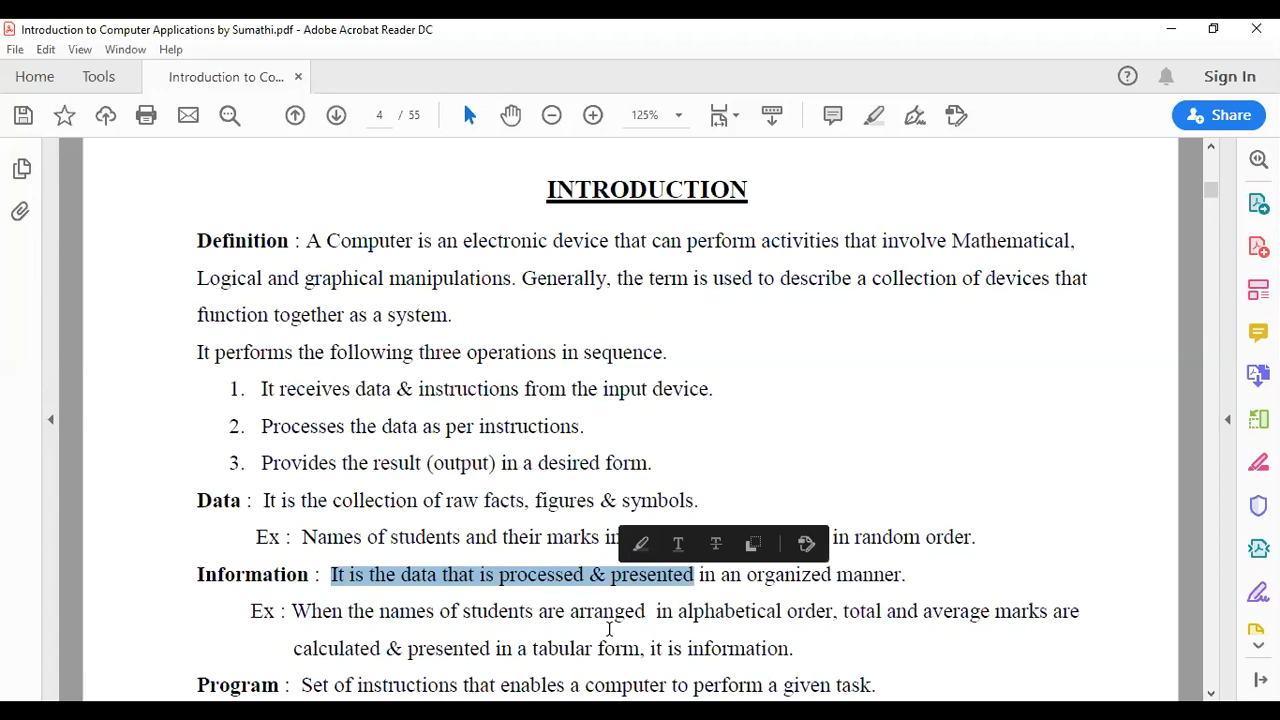 Introduction to Computer Applications by Sumathi.pdf - Adobe Acrobat Reader DC
File Edit View Window Help
Home Tools Introduction to Co... × Sign In
4 / 55 125% Share
INTRODUCTION
Definition : A Computer is an electronic device that can perform activities that involve Mathematical,
Logical and graphical manipulations. Generally, the term is used to describe a collection of devices that
function together as a system.
It performs the following three operations in sequence.
1. It receives data & instructions from the input device.
2. Processes the data as per instructions.
3. Provides the result (output) in a desired form.
Data : It is the collection of raw facts, figures & symbols.
Ex : Names of students and their marks in random order.
Information : It is the data that is processed & presented in an organized manner.
Ex : When the names of students are arranged in alphabetical order, total and average marks are
calculated & presented in a tabular form, it is information.
Program : Set of instructions that enables a computer to perform a given task.